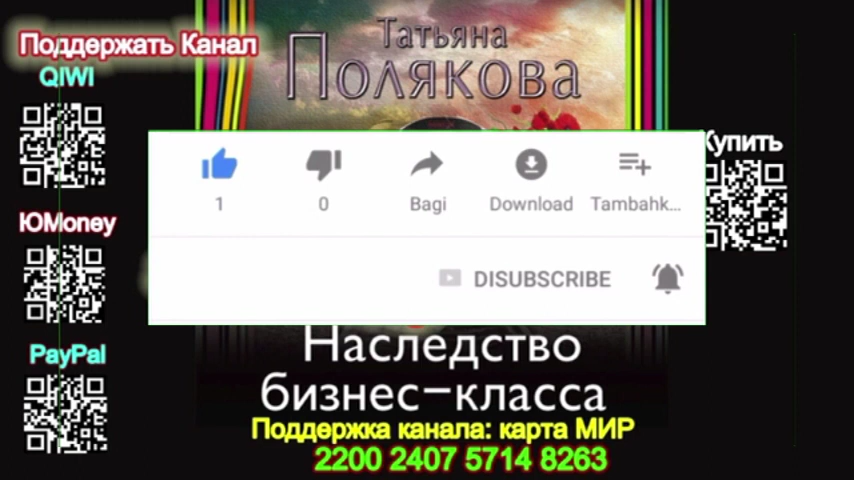 Поддержать Канал
QIWI
ЮMoney
PayPal
Татьяна
Полякова
Купить
1
0
Bagi
Download
Tambahk...
DISUBSCRIBE
Наследство
бизнес-класса
Поддержка канала: карта МИР
2200 2407 5714 8263